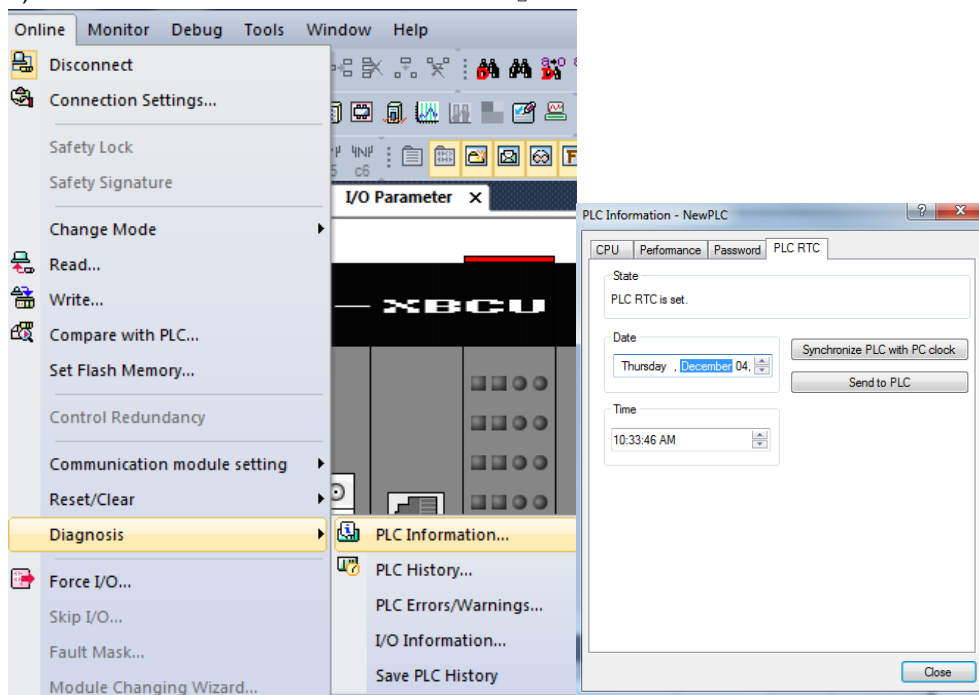 Online Monitor Debug Tools Window Help
Disconnect
Connection Settings...
Safety Lock
Safety Signature
I/O Parameter
Change Mode
Read...
Write...
XBCU
Compare with PLC...
Set Flash Memory...
Control Redundancy
Communication module setting
Reset/Clear
Diagnosis
PLC Information...
PLC History...
Force I/O...
PLC Errors/Warnings...
Skip I/O...
I/O Information...
Fault Mask...
Save PLC History
Module Changing Wizard...
PLC Information - NewPLC
CPU Performance Password PLC RTC
State
PLC RTC is set.
Date
Thursday , December 04,
Synchronize PLC with PC clock
Send to PLC
Time
10:33:46 AM
Close